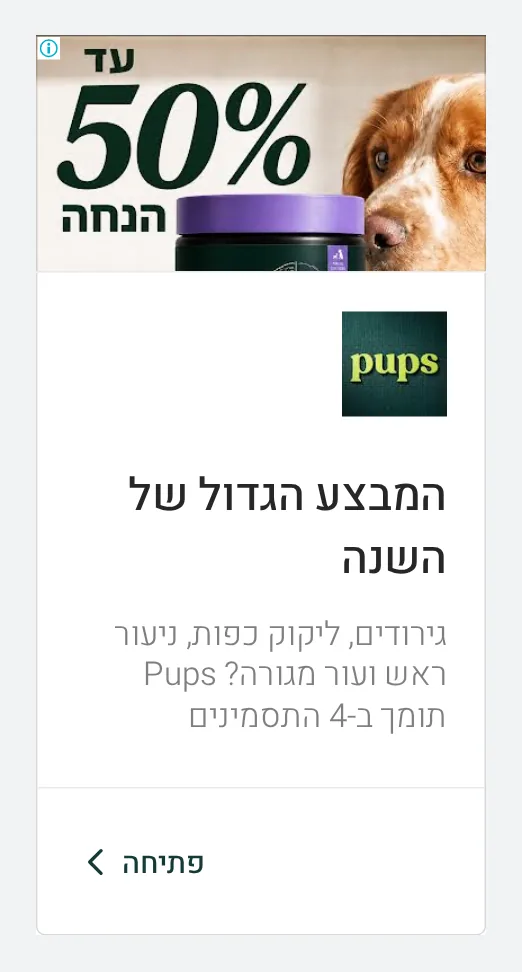 עד
50%
הנחה
pups
המבצע הגדול של
השנה
גירודים, ליקוק כפות, ניעור
ראש ועור מגורה? Pups
תומך ב-4 התסמינים
פתיחה